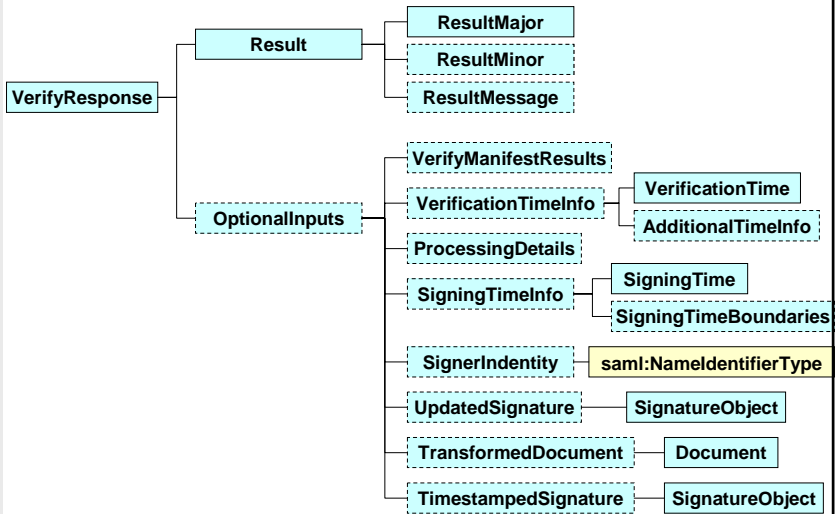 VerifyResponse
Result
ResultMajor
ResultMinor
ResultMessage
OptionalInputs
VerifyManifestResults
VerificationTimeInfo
VerificationTime
AdditionalTimeInfo
ProcessingDetails
SigningTimeInfo
SigningTime
SigningTimeBoundaries
SignerIndentity
saml:NameIdentifierType
UpdatedSignature
SignatureObject
TransformedDocument
Document
TimestampedSignature
SignatureObject